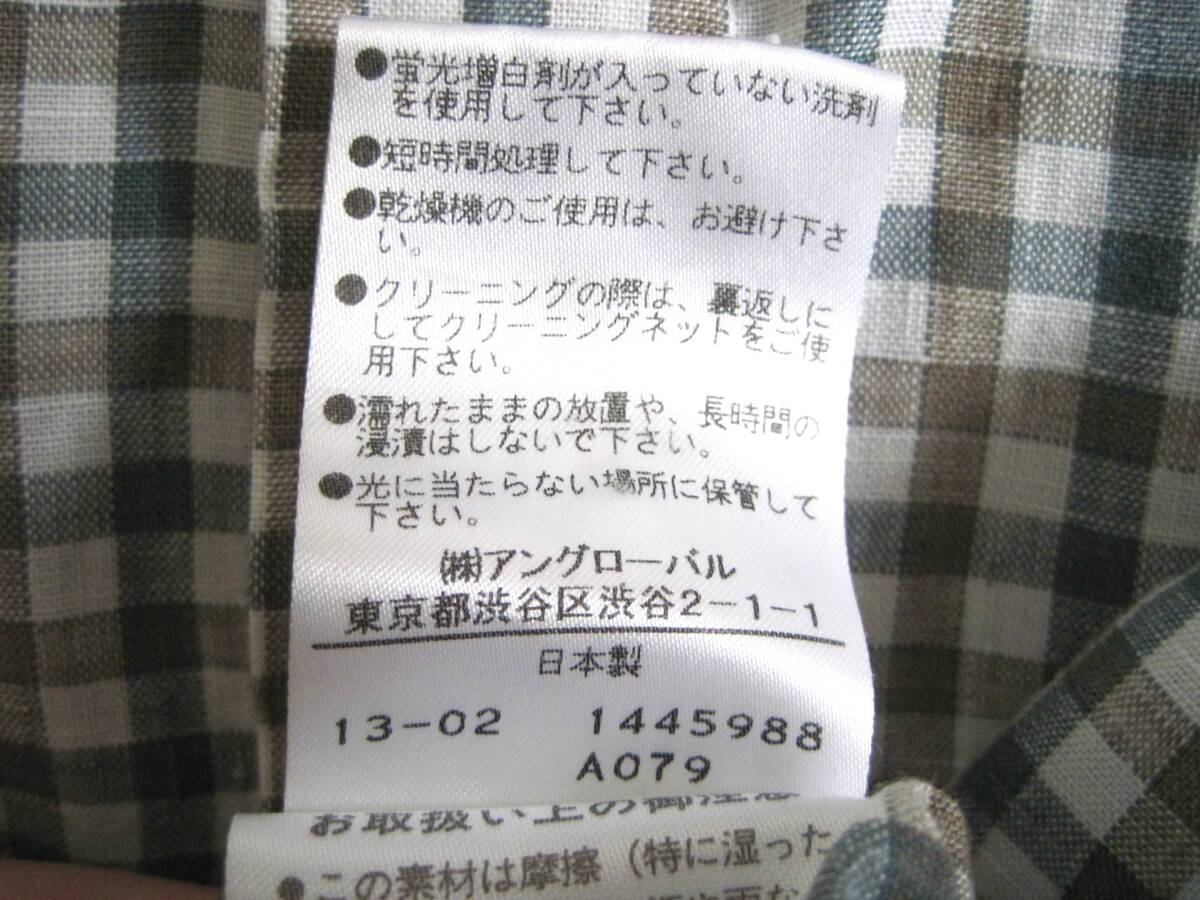 ●蛍光増白剤が入っていない洗剤
を使用して下さい。
●短時間処理して下さい。
●乾燥機のご使用は、お避け下さ
い。
●クリーニングの際は、裏返しに
してクリーニングネットをご使
用下さい。
●濡れたままの放置や、長時間の
浸漬はしないで下さい。
●光に当たらない場所に保管して
下さい。
㈱アングローバル
東京都渋谷区渋谷2-1-1
日本製
13-02 1445988
A079
お取扱い上の御注意
●この素材は摩擦(特に湿った